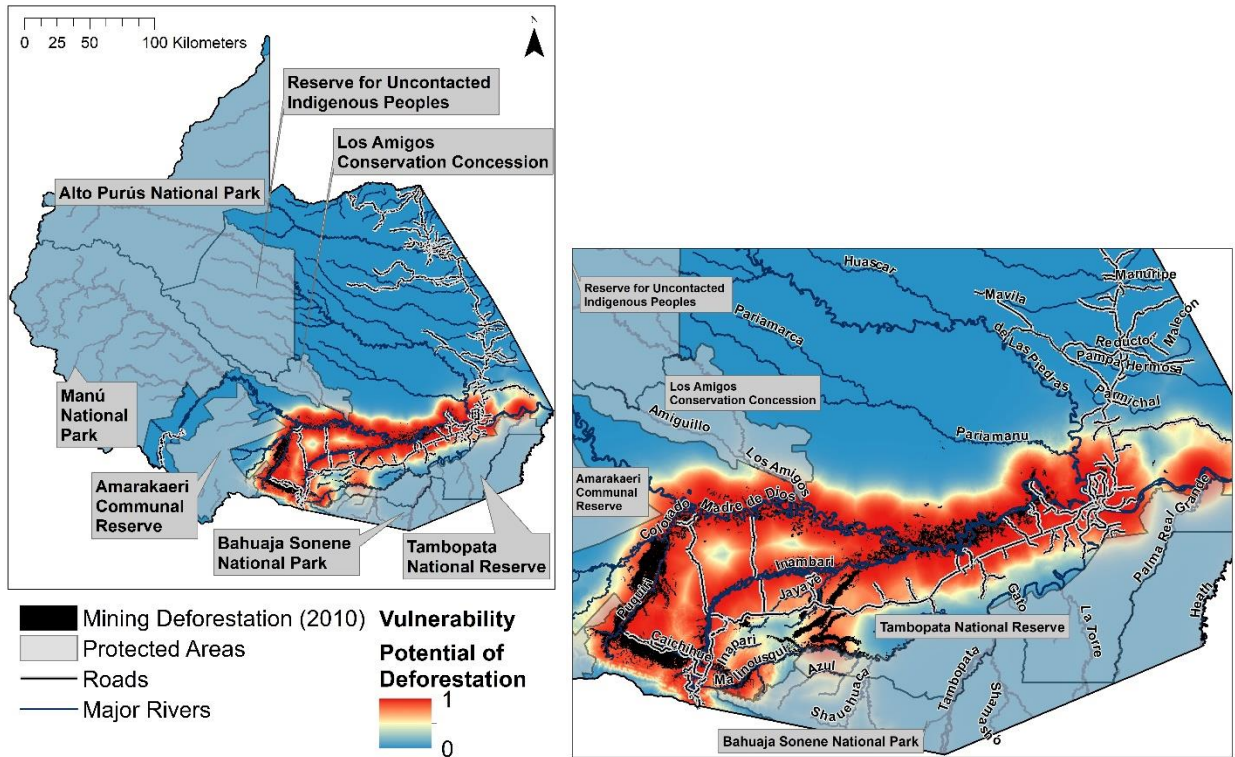 0 25 50 100 Kilometers
N
Reserve for Uncontacted
Indigenous Peoples
Los Amigos
Conservation Concession
Alto Purús National Park
Manú
National
Park
Amarakaeri
Communal
Reserve
Bahuaja Sonene
National Park
Tambopata
National Reserve
Mining Deforestation (2010)
Protected Areas
Roads
Major Rivers
Vulnerability
Potential of
Deforestation
1
0
Huascar
Manuripe
Reserve for Uncontacted
Indigenous Peoples
Mavila
Malecon
Reducto
Pariamarca
de Las Piedras
Pampa Hermosa
Los Amigos
Conservation Concession
Parmichal
Amiguillo
Pariamanu
Los Amigos
Amarakaeri
Communal
Reserve
Madre de Dios
Colorado
Palma Real Grande
Inambari
Puquiri
Jayave
Gato
Heath
Tambopata National Reserve
La Torre
Caichihue
Inapari
Malinousqui
Azul
Tambopata
Shauehuaca
Bahuaja Sonene National Park